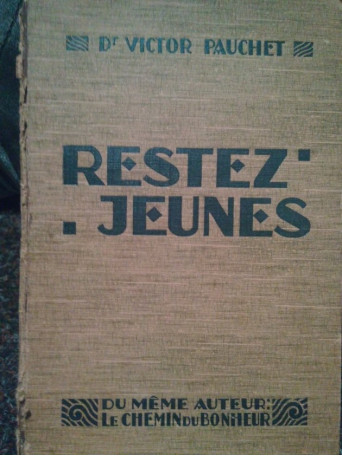 Dr VICTOR PAUCHET
RESTEZ
JEUNES
DU MÊME AUTEUR:
LE CHEMIN DU BONHEUR